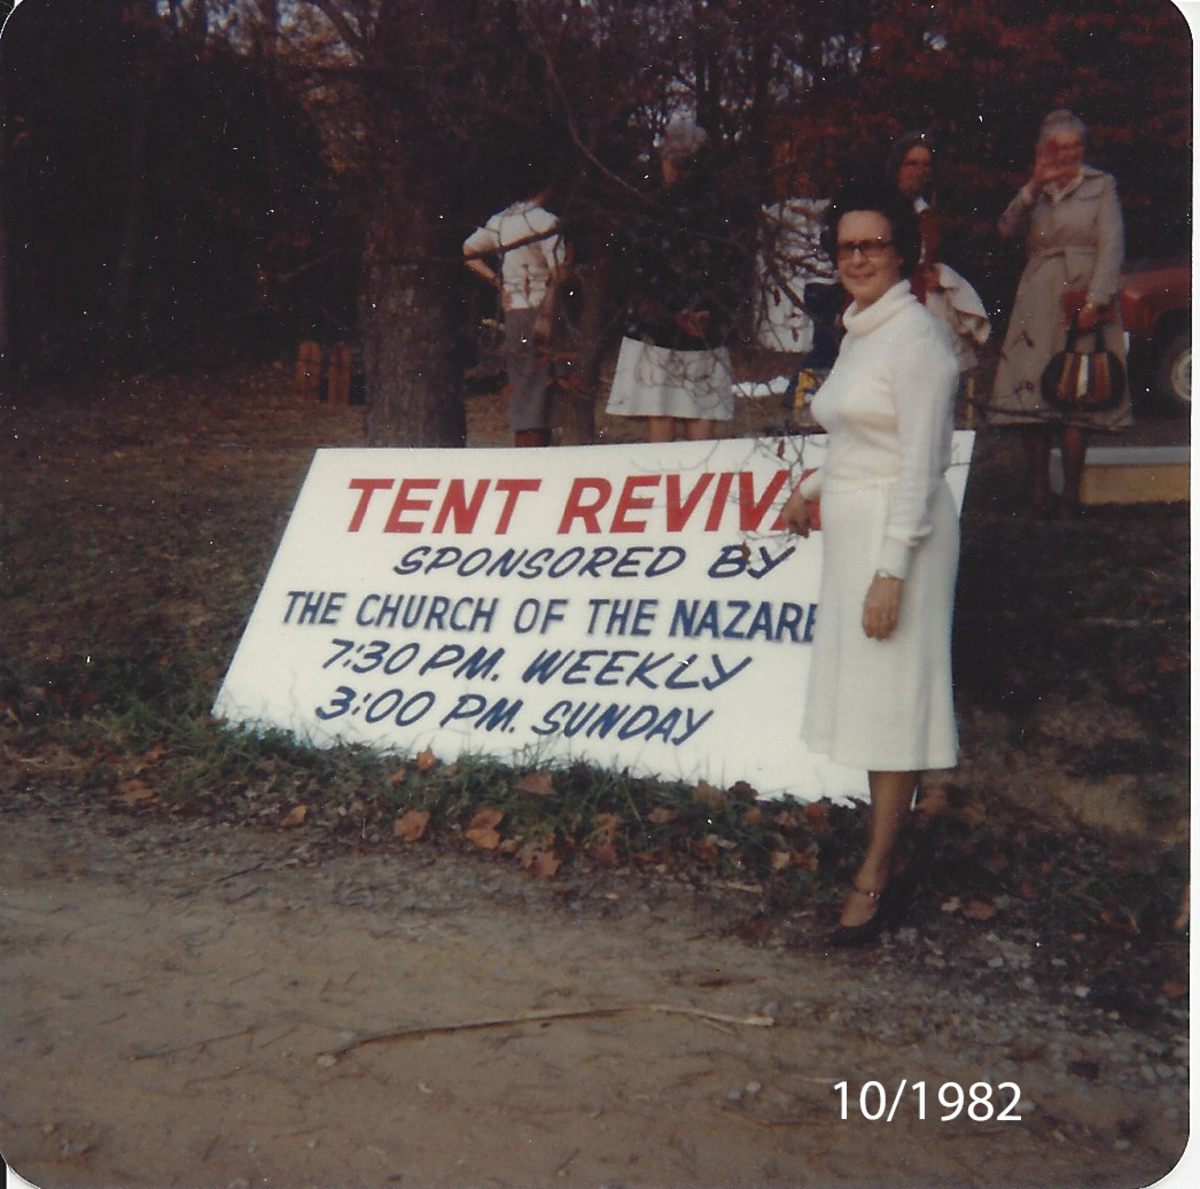 TENT REVIVA
SPONSORED BY
THE CHURCH OF THE NAZARE
7:30 PM. WEEKLY
3:00 PM. SUNDAY
10/1982